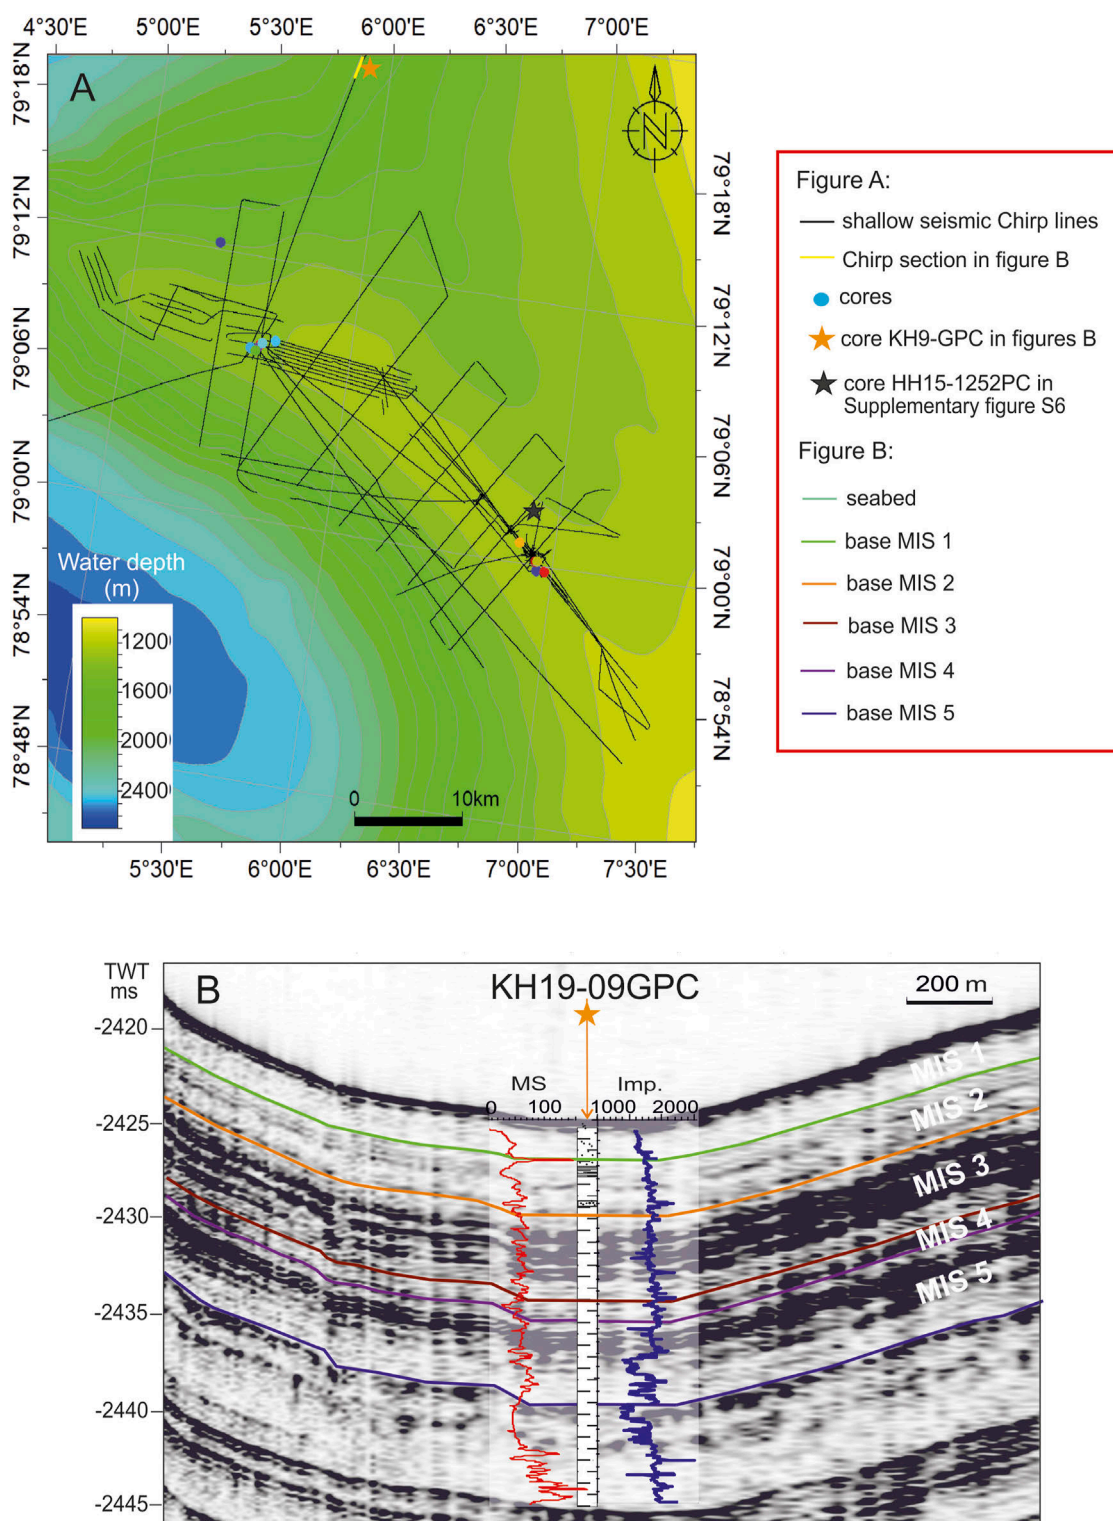 4°30'E 5°00'E 5°30'E 6°00'E 6°30'E 7°00'E
A
N
79°18'N
79°12'N
79°06'N
79°00'N
78°54'N
78°48'N
79°18'N
79°12'N
79°06'N
79°00'N
78°54'N
Water depth
(m)
1200
1600
2000
2400
0 10km
5°30'E 6°00'E 6°30'E 7°00'E 7°30'E
Figure A:
shallow seismic Chirp lines
Chirp section in figure B
cores
core KH9-GPC in figures B
core HH15-1252PC in
Supplementary figure S6
Figure B:
seabed
base MIS 1
base MIS 2
base MIS 3
base MIS 4
base MIS 5
TWT
ms
B
KH19-09GPC
200 m
-2420
-2425
-2430
-2435
-2440
-2445
MS Imp.
0 100 1000 2000
MIS 1
MIS 2
MIS 3
MIS 4
MIS 5